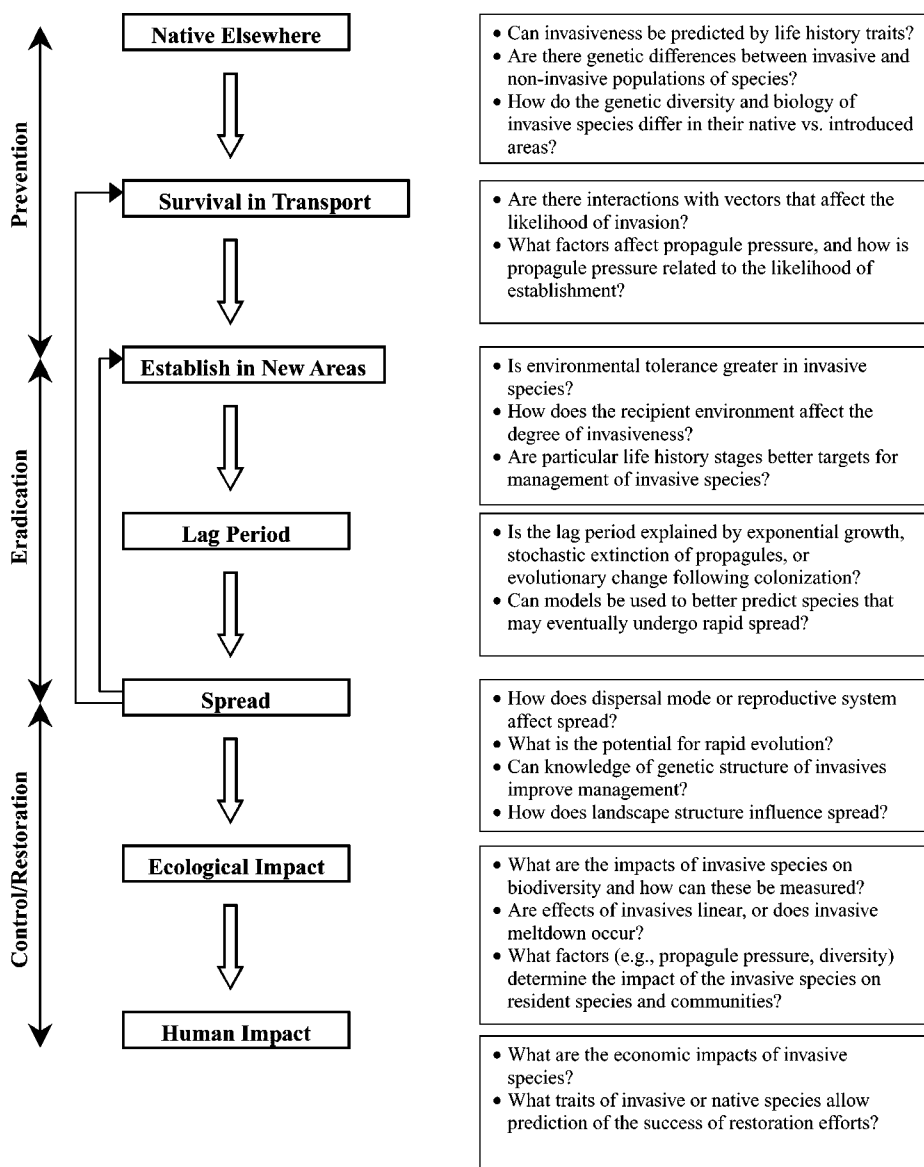 Native Elsewhere
• Can invasiveness be predicted by life history traits?
• Are there genetic differences between invasive and
non-invasive populations of species?
• How do the genetic diversity and biology of
invasive species differ in their native vs. introduced
areas?
Prevention
Survival in Transport
• Are there interactions with vectors that affect the
likelihood of invasion?
• What factors affect propagule pressure, and how is
propagule pressure related to the likelihood of
establishment?
Establish in New Areas
• Is environmental tolerance greater in invasive
species?
• How does the recipient environment affect the
degree of invasiveness?
• Are particular life history stages better targets for
management of invasive species?
Eradication
Lag Period
• Is the lag period explained by exponential growth,
stochastic extinction of propagules, or
evolutionary change following colonization?
• Can models be used to better predict species that
may eventually undergo rapid spread?
Spread
• How does dispersal mode or reproductive system
affect spread?
• What is the potential for rapid evolution?
• Can knowledge of genetic structure of invasives
improve management?
• How does landscape structure influence spread?
Control/Restoration
Ecological Impact
• What are the impacts of invasive species on
biodiversity and how can these be measured?
• Are effects of invasives linear, or does invasive
meltdown occur?
• What factors (e.g., propagule pressure, diversity)
determine the impact of the invasive species on
resident species and communities?
Human Impact
• What are the economic impacts of invasive
species?
• What traits of invasive or native species allow
prediction of the success of restoration efforts?